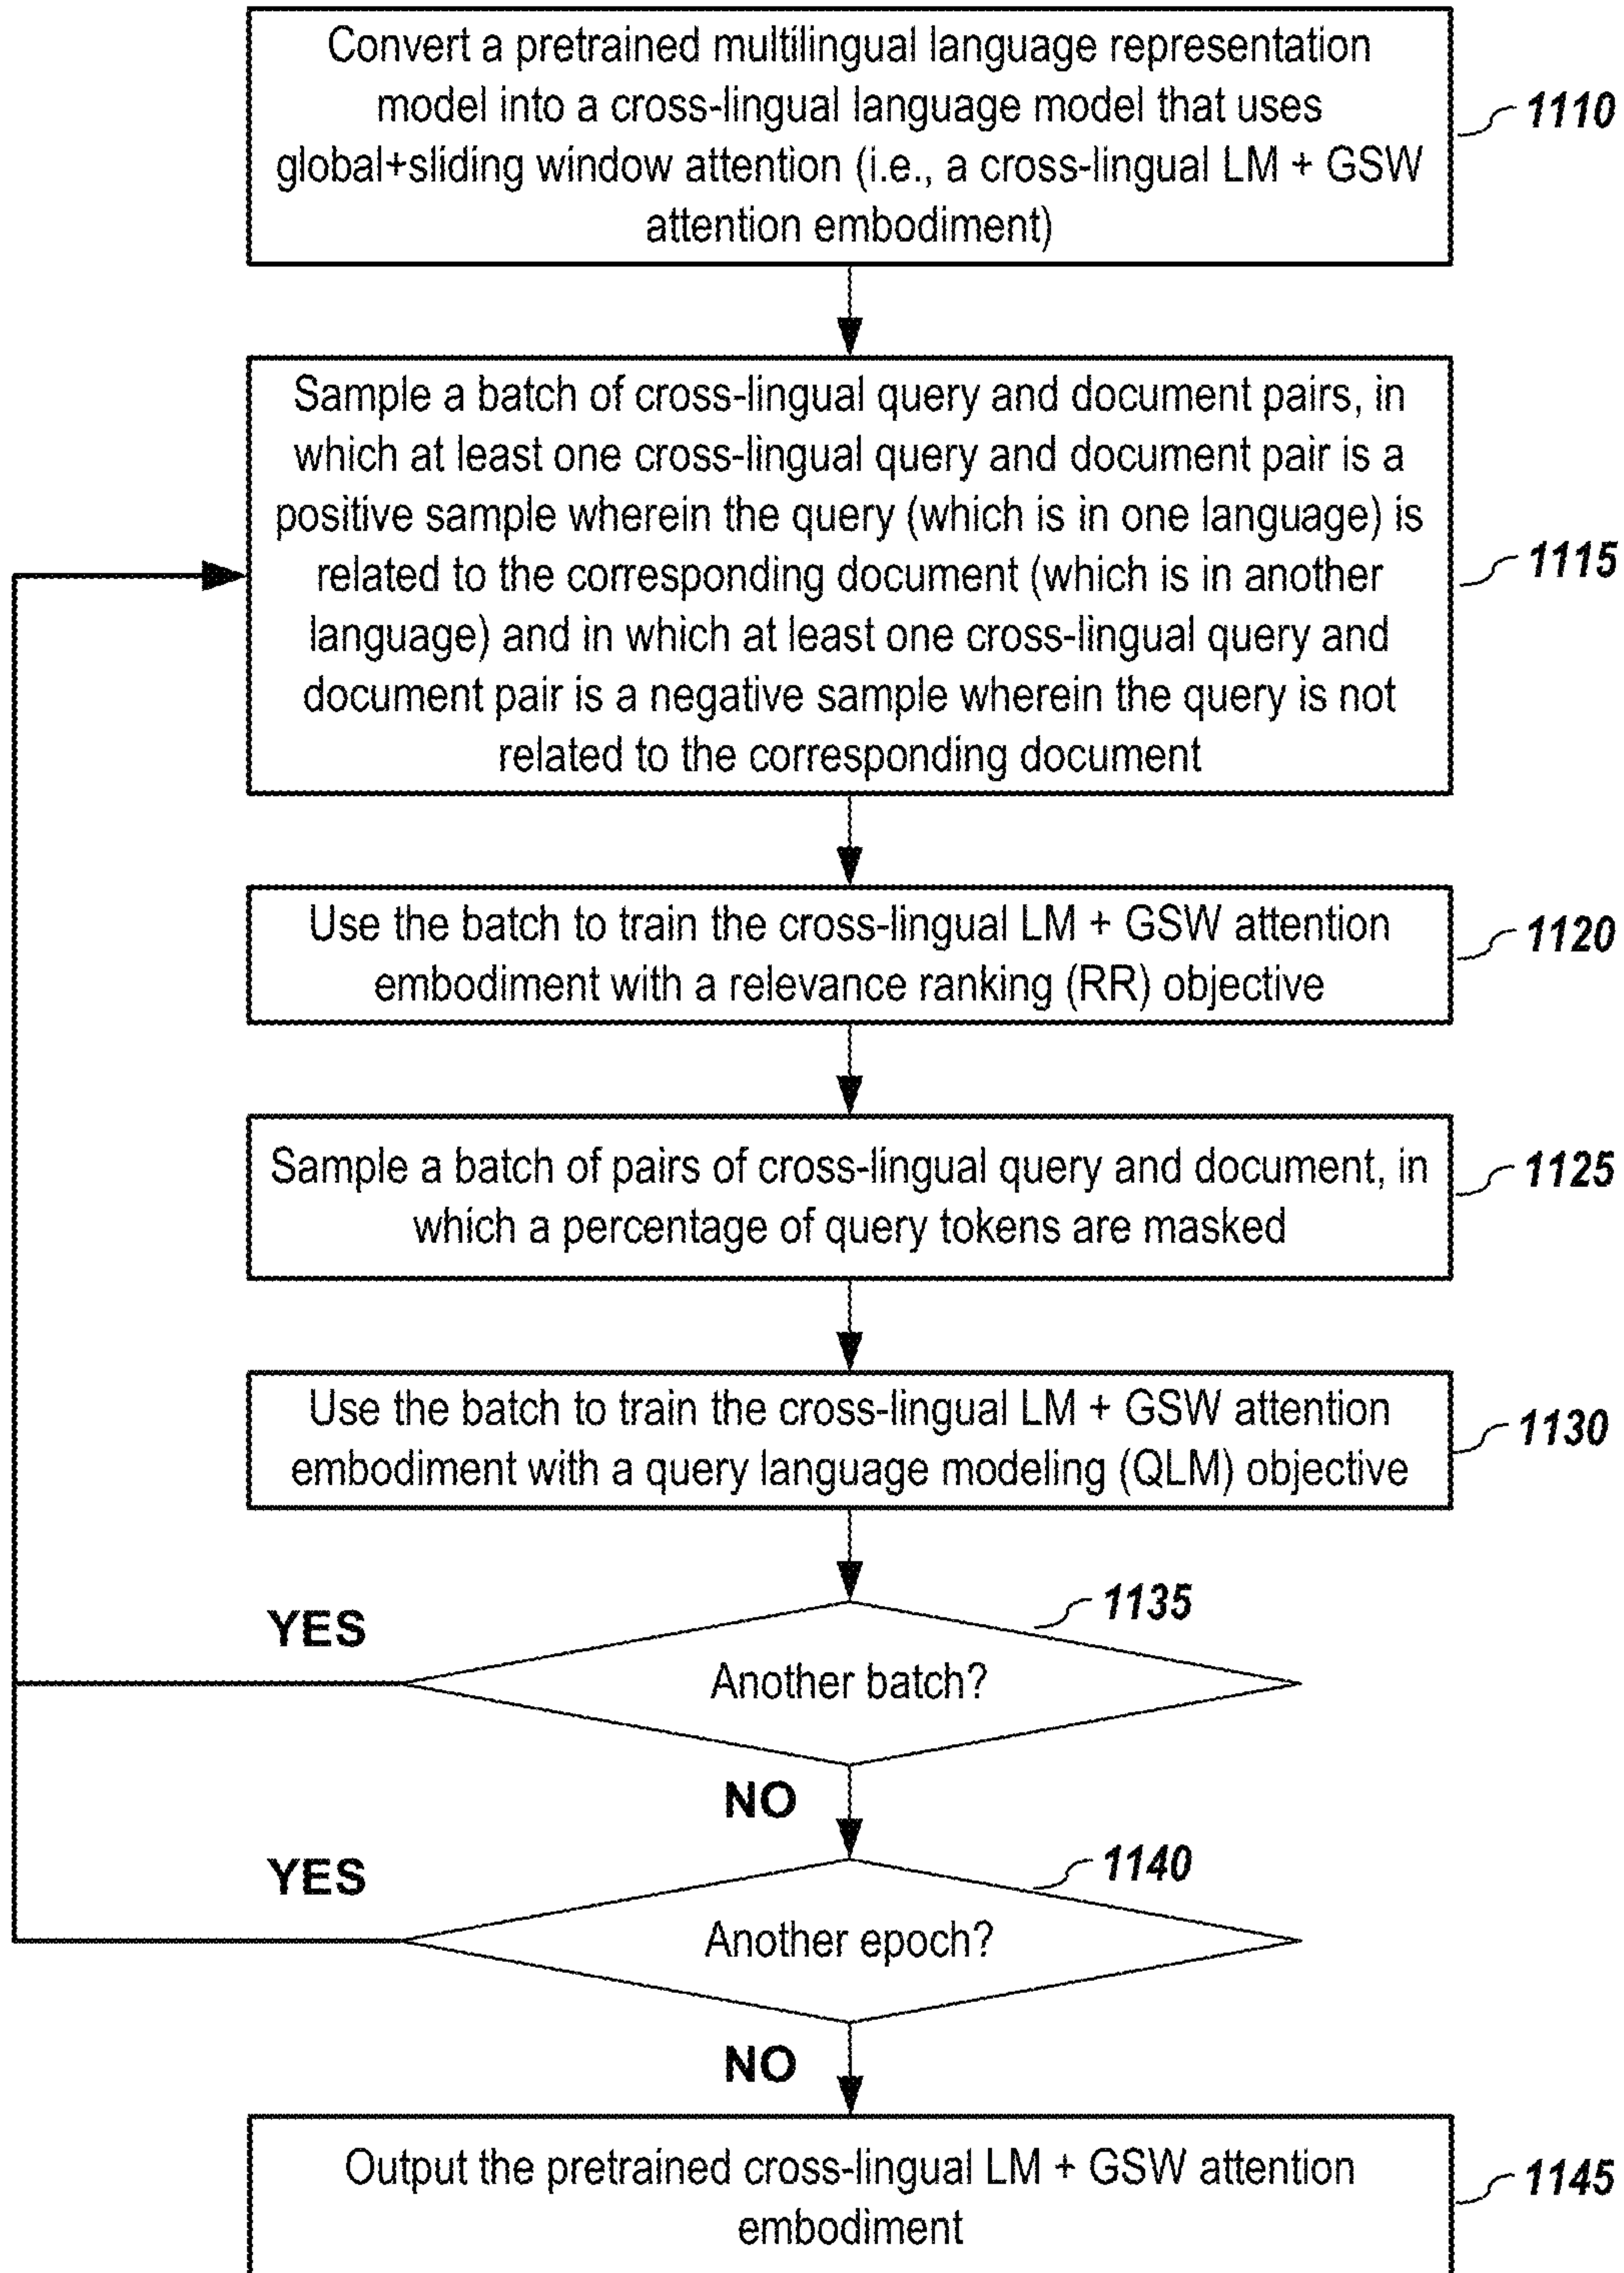 Convert a pretrained multilingual language representation
model into a cross-lingual language model that uses
global+sliding window attention (i.e., a cross-lingual LM + GSW
attention embodiment)
1110
Sample a batch of cross-lingual query and document pairs, in
which at least one cross-lingual query and document pair is a
positive sample wherein the query (which is in one language) is
related to the corresponding document (which is in another
language) and in which at least one cross-lingual query and
document pair is a negative sample wherein the query is not
related to the corresponding document
1115
Use the batch to train the cross-lingual LM + GSW attention
embodiment with a relevance ranking (RR) objective
1120
Sample a batch of pairs of cross-lingual query and document, in
which a percentage of query tokens are masked
1125
Use the batch to train the cross-lingual LM + GSW attention
embodiment with a query language modeling (QLM) objective
1130
1135
YES
Another batch?
NO
1140
YES
Another epoch?
NO
Output the pretrained cross-lingual LM + GSW attention
embodiment
1145